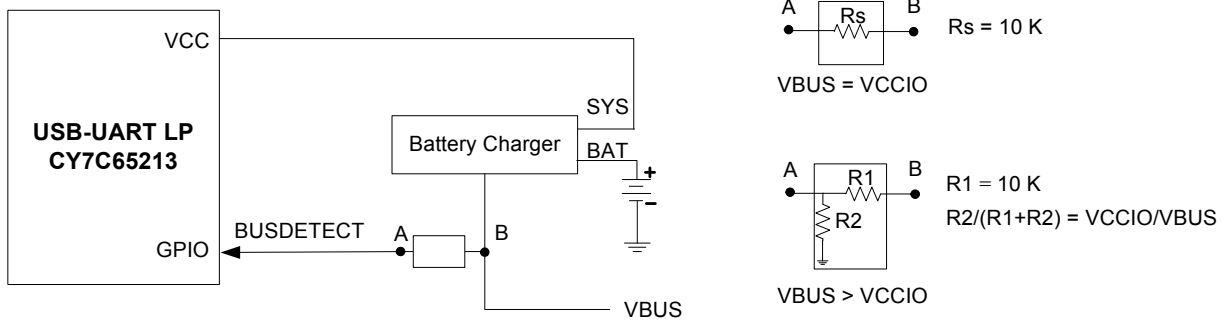 VCC
USB-UART LP
CY7C65213
GPIO
BUSDETECT
A
B
SYS
Battery Charger
BAT
+
-
VBUS
A
B
Rs
Rs = 10 K
VBUS = VCCIO
A
B
R1
R2
R1 = 10 K
R2/(R1+R2) = VCCIO/VBUS
VBUS > VCCIO